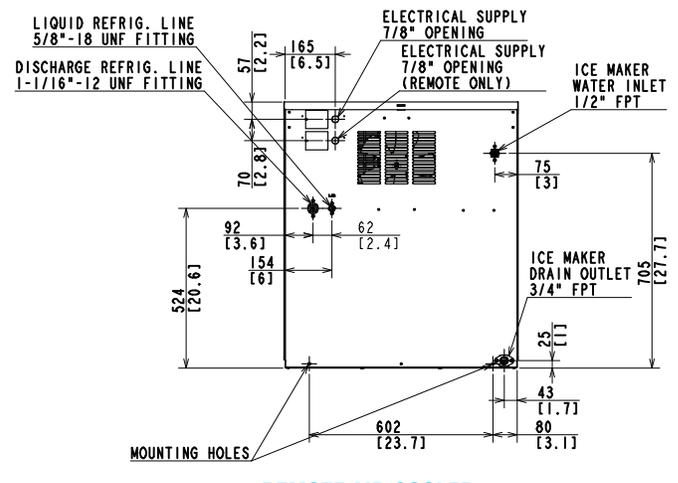 LIQUID REFRIG. LINE
5/8"-18 UNF FITTING
DISCHARGE REFRIG. LINE
1-1/16"-12 UNF FITTING
57
[2.2]
165
[6.5]
ELECTRICAL SUPPLY
7/8" OPENING
ELECTRICAL SUPPLY
7/8" OPENING
(REMOTE ONLY)
ICE MAKER
WATER INLET
1/2" FPT
70
[2.8]
75
[3]
92
[3.6]
62
[2.4]
154
[6]
524
[20.6]
705
[27.7]
ICE MAKER
DRAIN OUTLET
3/4" FPT
25
[1]
43
[1.7]
602
[23.7]
80
[3.1]
MOUNTING HOLES